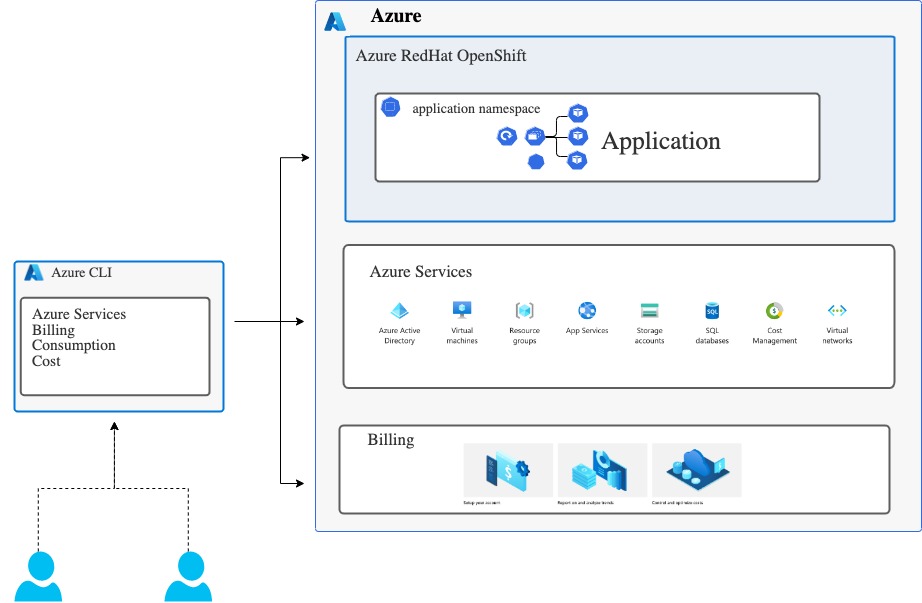 Azure
Azure RedHat OpenShift
application namespace
Application
Azure CLI
Azure Services
Billing
Consumption
Cost
Azure Services
Azure Active
Directory
Virtual
machines
Resource
groups
App Services
Storage
accounts
SQL
SQL
databases
$
Cost
Management
Virtual
networks
Billing
$
Setup your account
Report on and analyze trends
Control and optimize costs